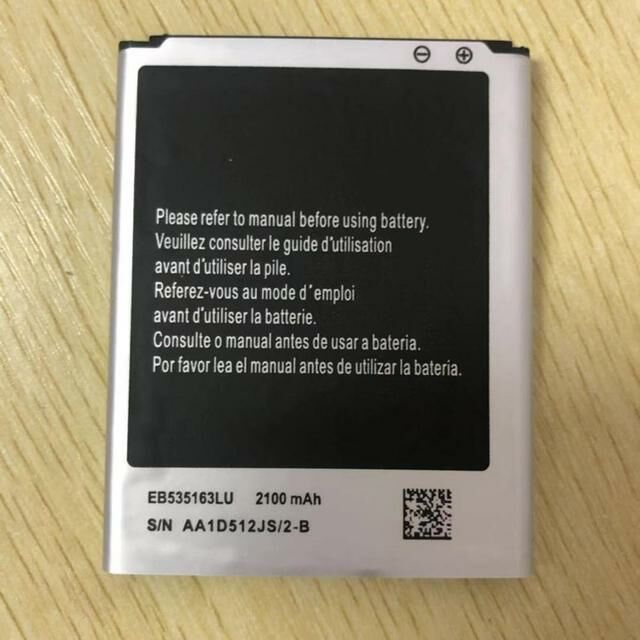 Please refer to manual before using battery.
Veuillez consulter le guide d'utilisation
avant d'utiliser la pile.
Referez-vous au mode d'emploi
avant d'utiliser la batterie.
Consulte o manual antes de usar a bateria.
Por favor lea el manual antes de utilizar la bateria.
EB535163LU 2100 mAh
S/N AA1D512JS/2-B